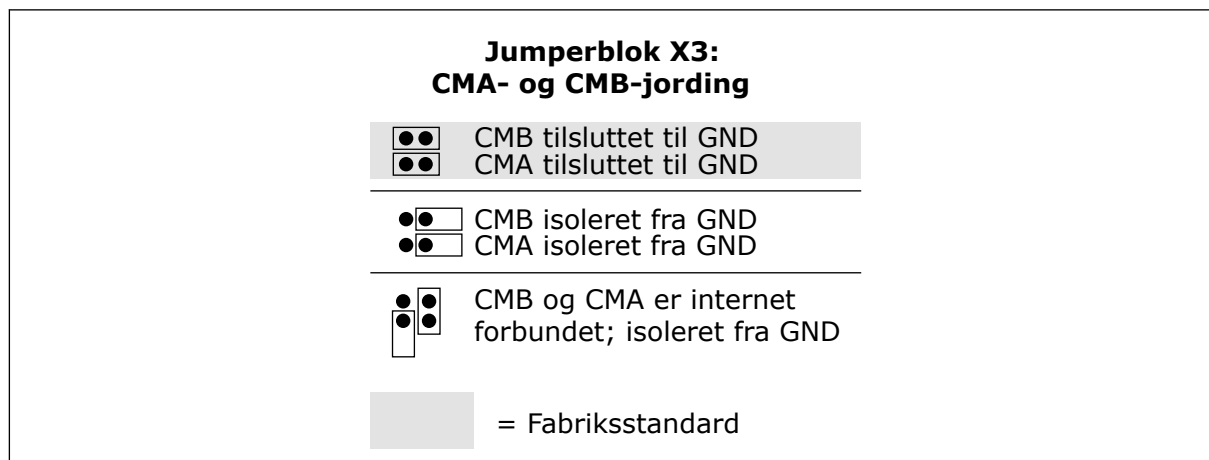 Jumperblok X3:
CMA- og CMB-jording
CMB tilsluttet til GND
CMA tilsluttet til GND
CMB isoleret fra GND
CMA isoleret fra GND
CMB og CMA er internet
forbundet; isoleret fra GND
= Fabriksstandard